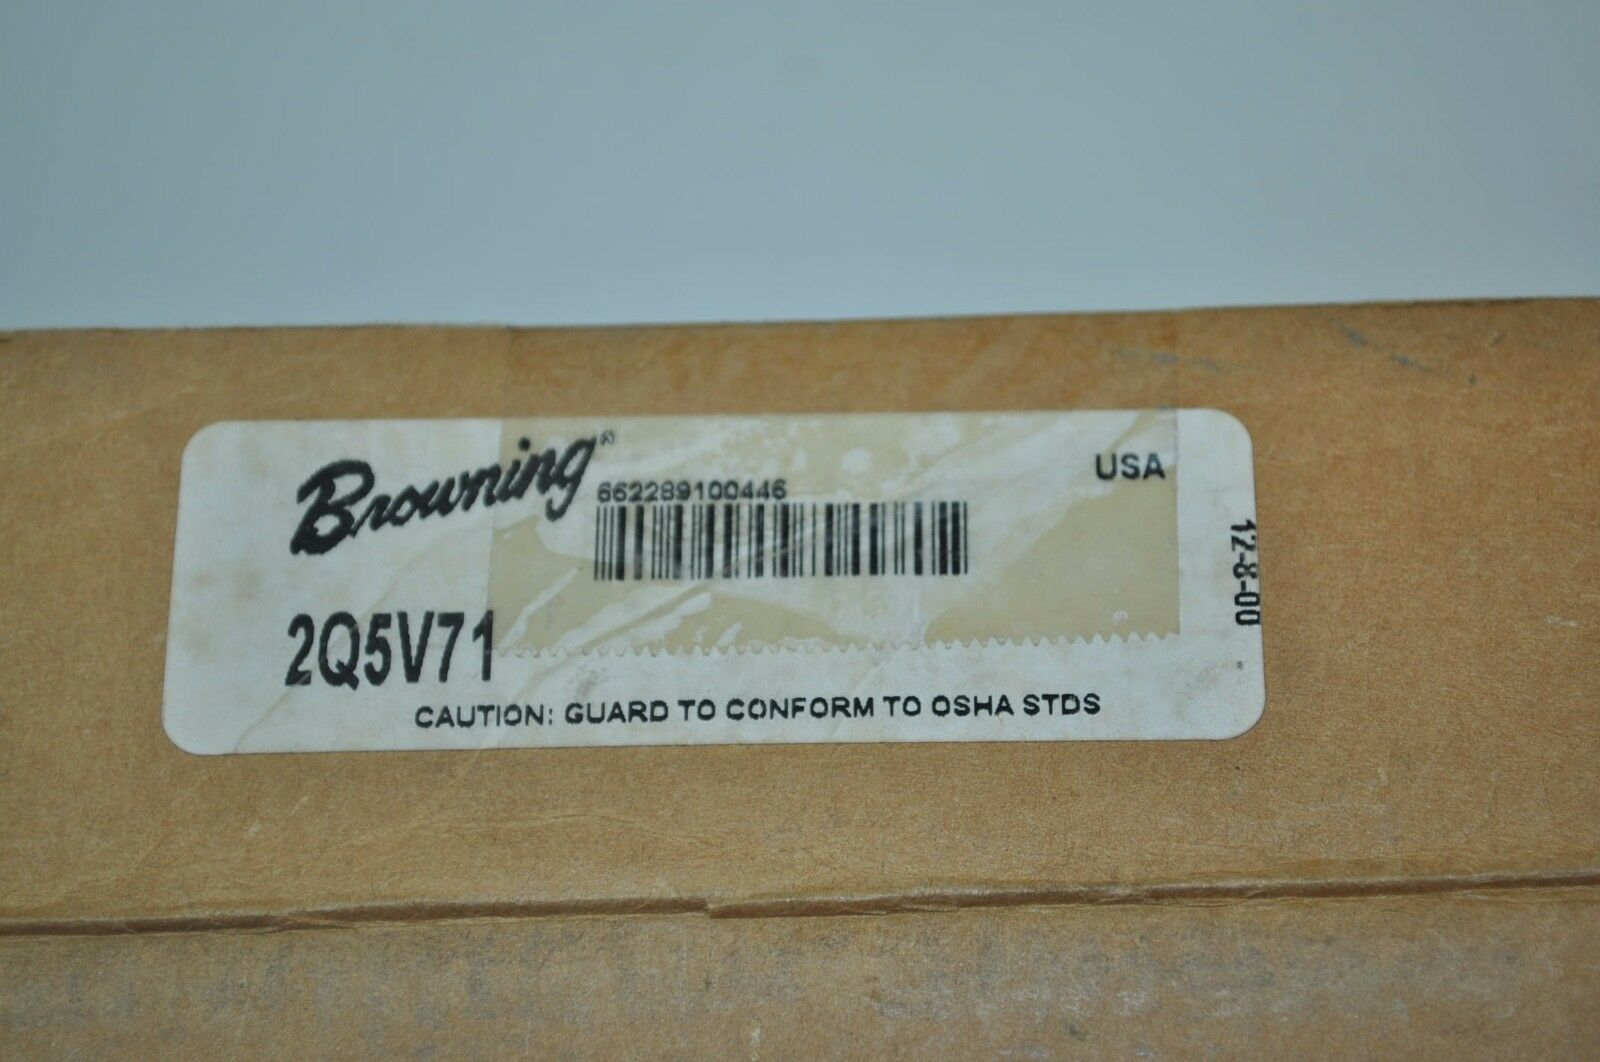 Browning®
662289100446
USA
12-8-00
2Q5V71
CAUTION: GUARD TO CONFORM TO OSHA STDS